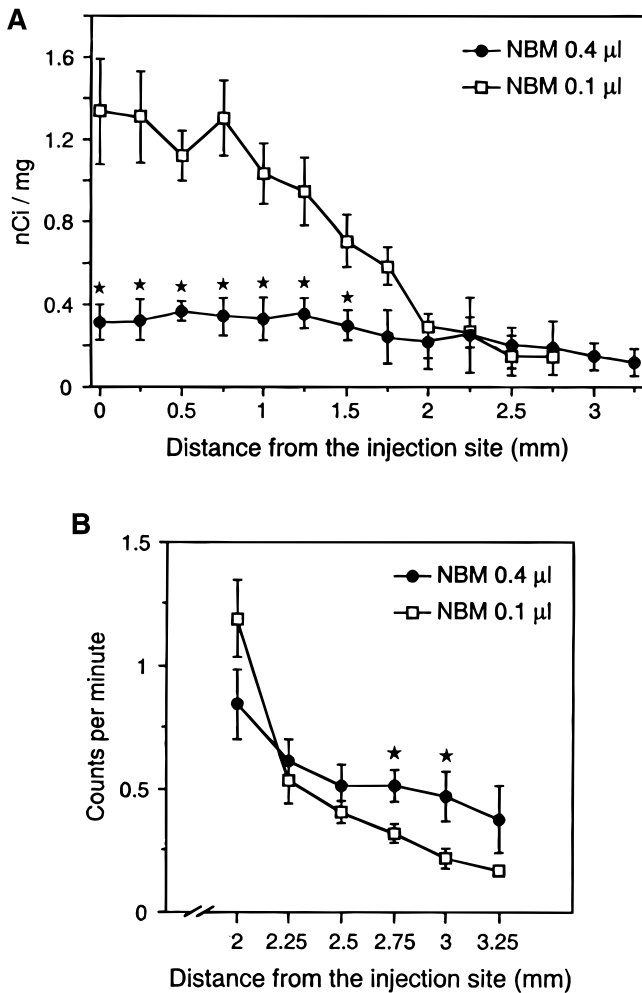 A
NBM 0.4 µl
NBM 0.1 µl
1.6
1.2
0.8
0.4
0
nCi / mg
0 0.5 1 1.5 2 2.5 3
Distance from the injection site (mm)
B
1.5
NBM 0.4 µl
NBM 0.1 µl
1
0.5
0
Counts per minute
2 2.25 2.5 2.75 3 3.25
Distance from the injection site (mm)